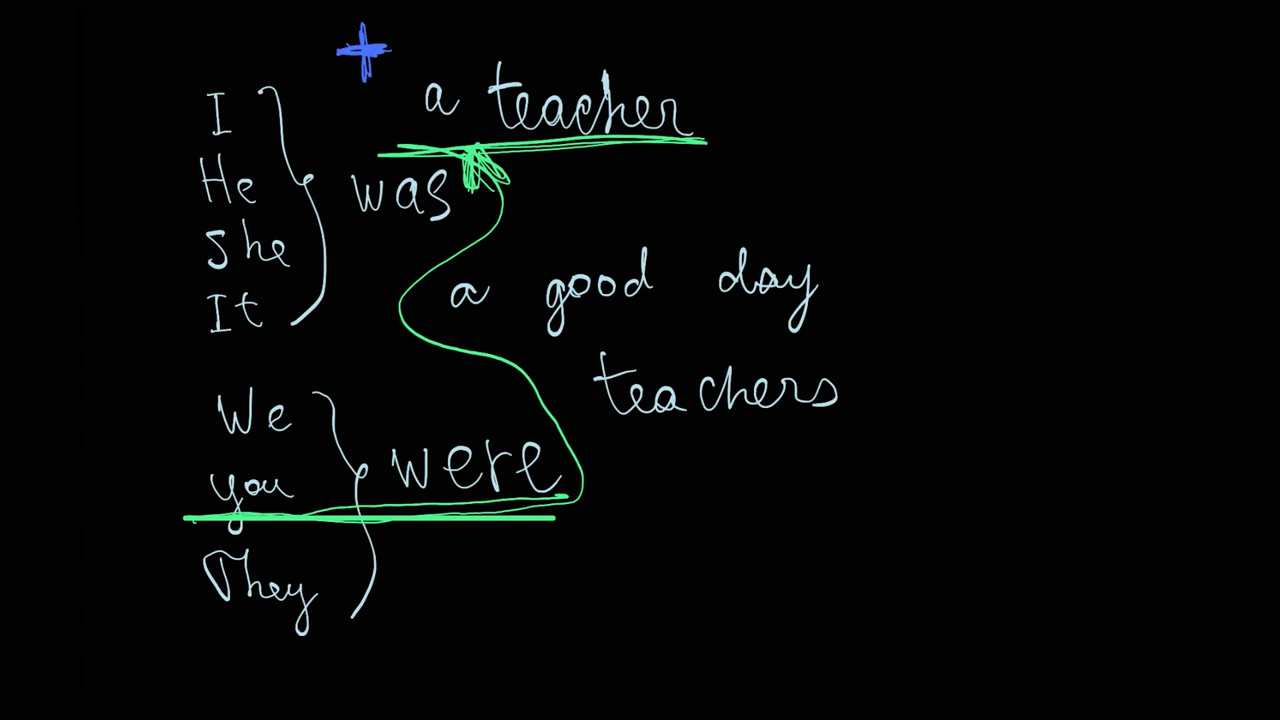 +
a teacher
I
He
was
She
It
a good day
teachers
We
were
you
They